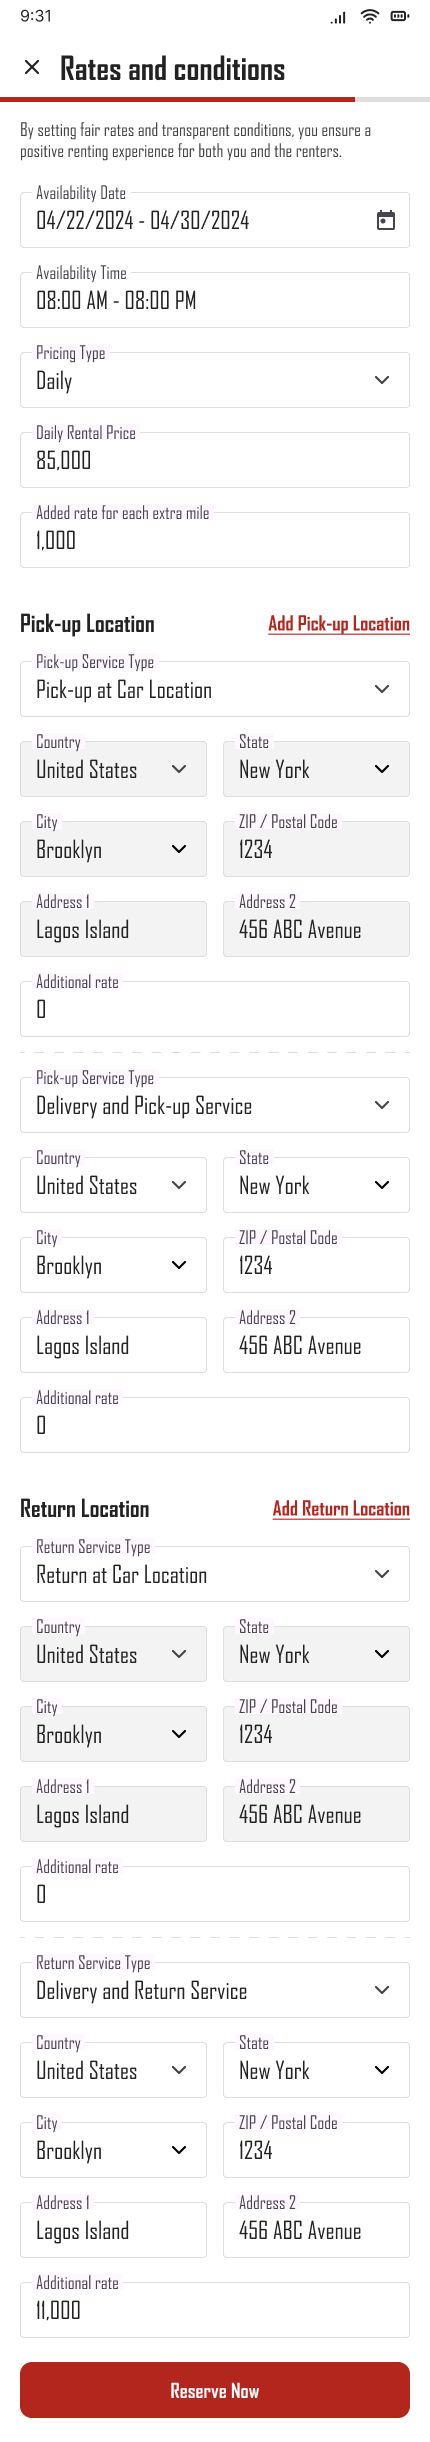 9:31
Rates and conditions
By setting fair rates and transparent conditions, you ensure a
positive renting experience for both you and the renters.
Availability Date
04/22/2024 - 04/30/2024
Availability Time
08:00 AM - 08:00 PM
Pricing Type
Daily
Daily Rental Price
85,000
Added rate for each extra mile
1,000
Pick-up Location
Add Pick-up Location
Pick-up Service Type
Pick-up at Car Location
Country
United States
State
New York
City
Brooklyn
ZIP / Postal Code
1234
Address 1
Lagos Island
Address 2
456 ABC Avenue
Additional rate
0
Pick-up Service Type
Delivery and Pick-up Service
Country
United States
State
New York
City
Brooklyn
ZIP / Postal Code
1234
Address 1
Lagos Island
Address 2
456 ABC Avenue
Additional rate
0
Return Location
Add Return Location
Return Service Type
Return at Car Location
Country
United States
State
New York
City
Brooklyn
ZIP / Postal Code
1234
Address 1
Lagos Island
Address 2
456 ABC Avenue
Additional rate
0
Return Service Type
Delivery and Return Service
Country
United States
State
New York
City
Brooklyn
ZIP / Postal Code
1234
Address 1
Lagos Island
Address 2
456 ABC Avenue
Additional rate
11,000
Reserve Now